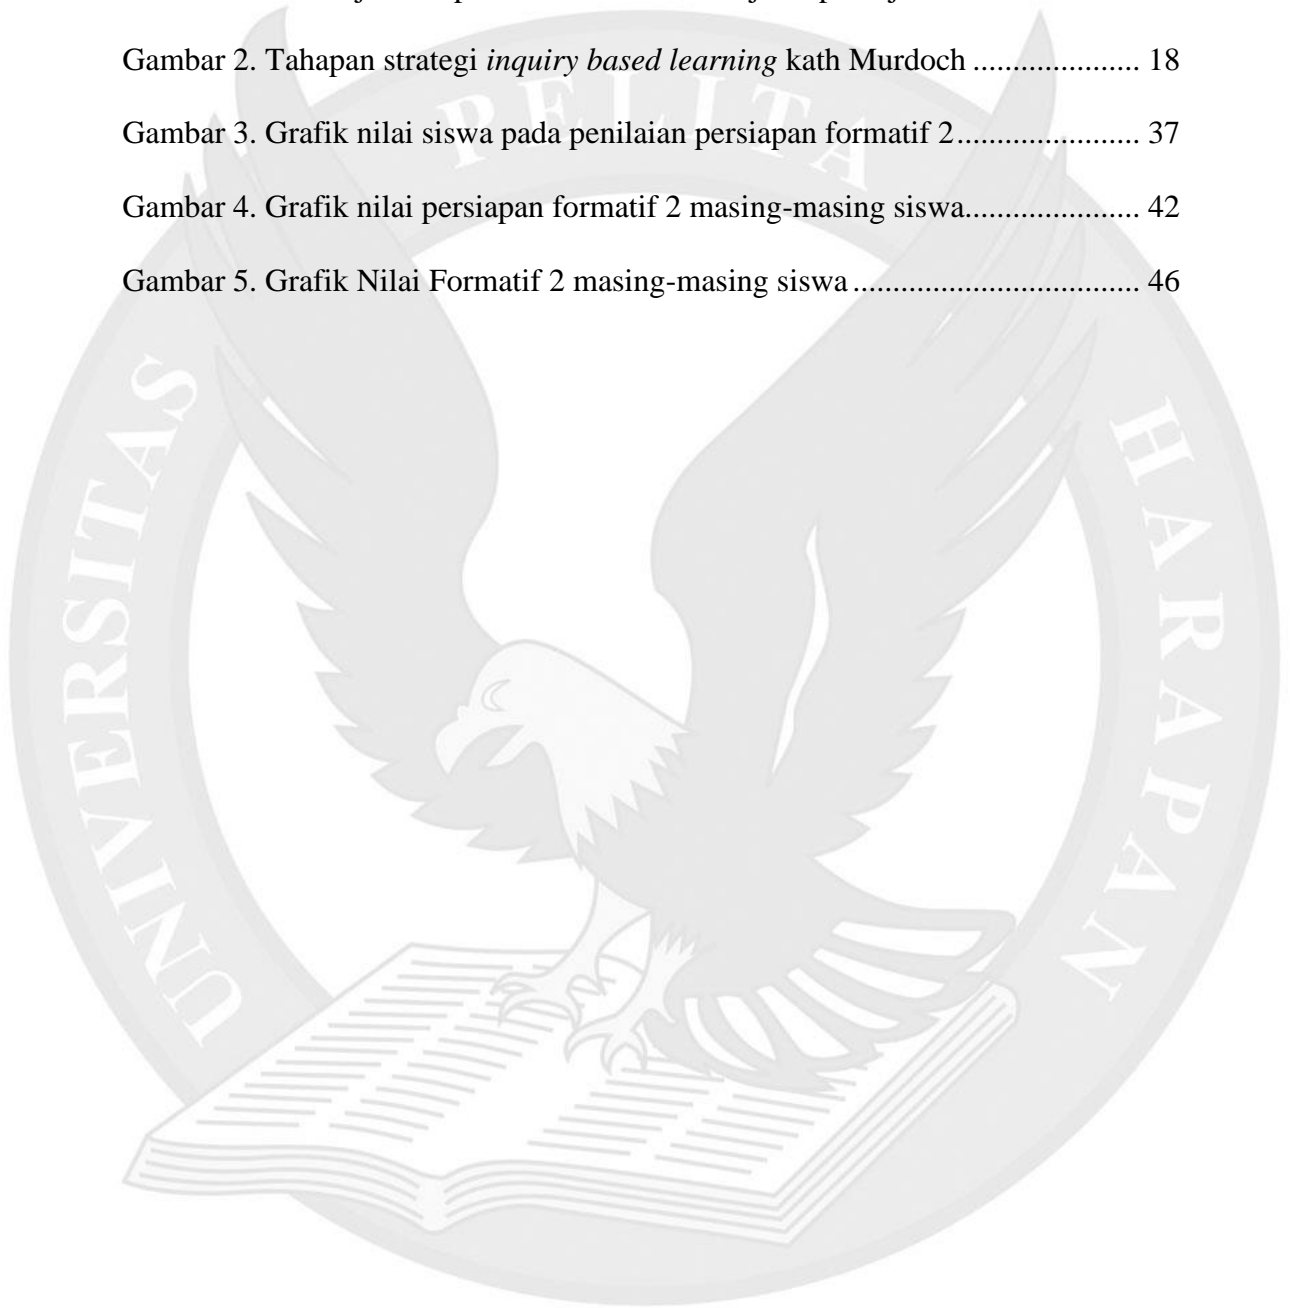 Gambar 2. Tahapan strategi inquiry based learning kath Murdoch ..................... 18
Gambar 3. Grafik nilai siswa pada penilaian persiapan formatif 2....................... 37
Gambar 4. Grafik nilai persiapan formatif 2 masing-masing siswa...................... 42
Gambar 5. Grafik Nilai Formatif 2 masing-masing siswa .................................... 46
UNIVERSITAS PELITA HARAPAN